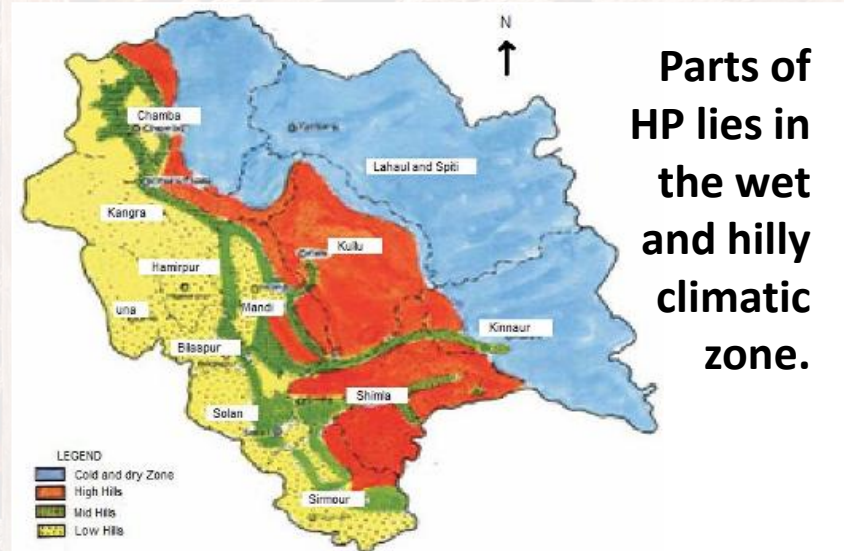 N
Parts of
HP lies in
the wet
and hilly
climatic
zone.
Chamba
Lahaul and Spiti
Kangra
Kullu
Hamirpur
una
Mandi
Kinnaur
Bilaspur
Shimla
Solan
Sirmour
LEGEND
Cold and dry Zone
High Hills
Mid Hills
Low Hills